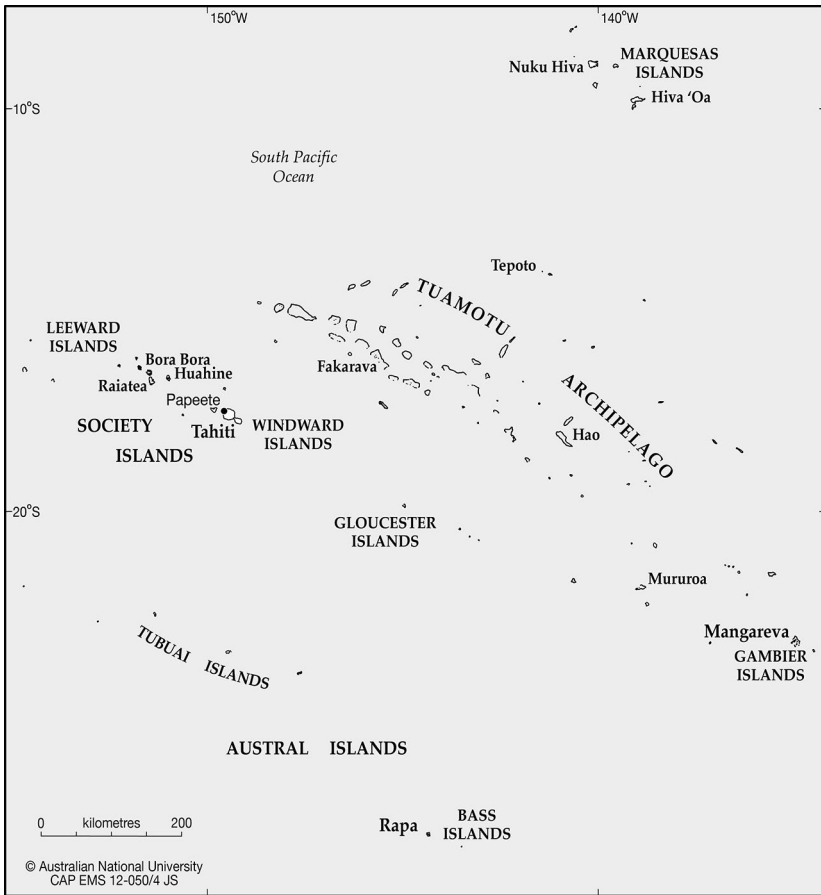 150°W
140°W
Nuku Hiva
MARQUESAS
ISLANDS
Hiva ‘Oa
10°S
South Pacific
Ocean
Tepoto
TUAMOTU
ARCHIPELAGO
LEEWARD
ISLANDS
Bora Bora
Huahine
Raiatea
Fakarava
Papeete
Tahiti
WINDWARD
ISLANDS
SOCIETY
ISLANDS
Hao
20°S
GLOUCESTER
ISLANDS
Mururoa
Mangareva
GAMBIER
ISLANDS
TUBUAI ISLANDS
AUSTRAL ISLANDS
Rapa
BASS
ISLANDS
0 kilometres 200
© Australian National University
CAP EMS 12-050/4 JS